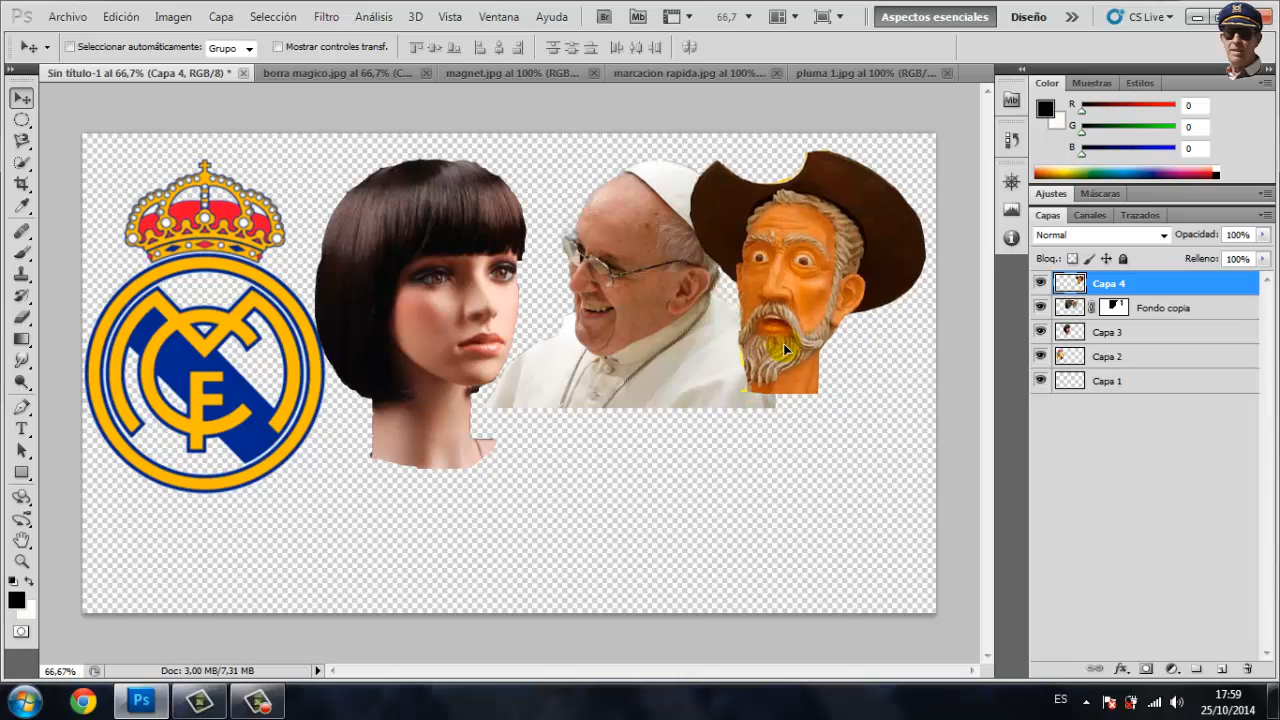 Ps Archivo Edición Imagen Capa Selección Filtro Análisis 3D Vista Ventana Ayuda Br Mb 66,7 Aspectos esenciales Diseño CS Live
Seleccionar automáticamente: Grupo Mostrar controles transf.
Sin título-1 al 66,7% (Capa 4, RGB/8) * borra magico.jpg al 66,7% (C... magnet.jpg al 100% (RGB... marcacion rapida.jpg al 100%... pluma 1.jpg al 100% (RGB/...
Color Muestras Estilos
Mb
R 0
G 0
B 0
Ajustes Máscaras
Capas Canales Trazados
Normal Opacidad: 100%
Bloq.: Relleno: 100%
Capa 4
Fondo copia
Capa 3
Capa 2
Capa 1
66,67% Doc: 3,00 MB/7,31 MB
Ps ES 17:59
25/10/2014